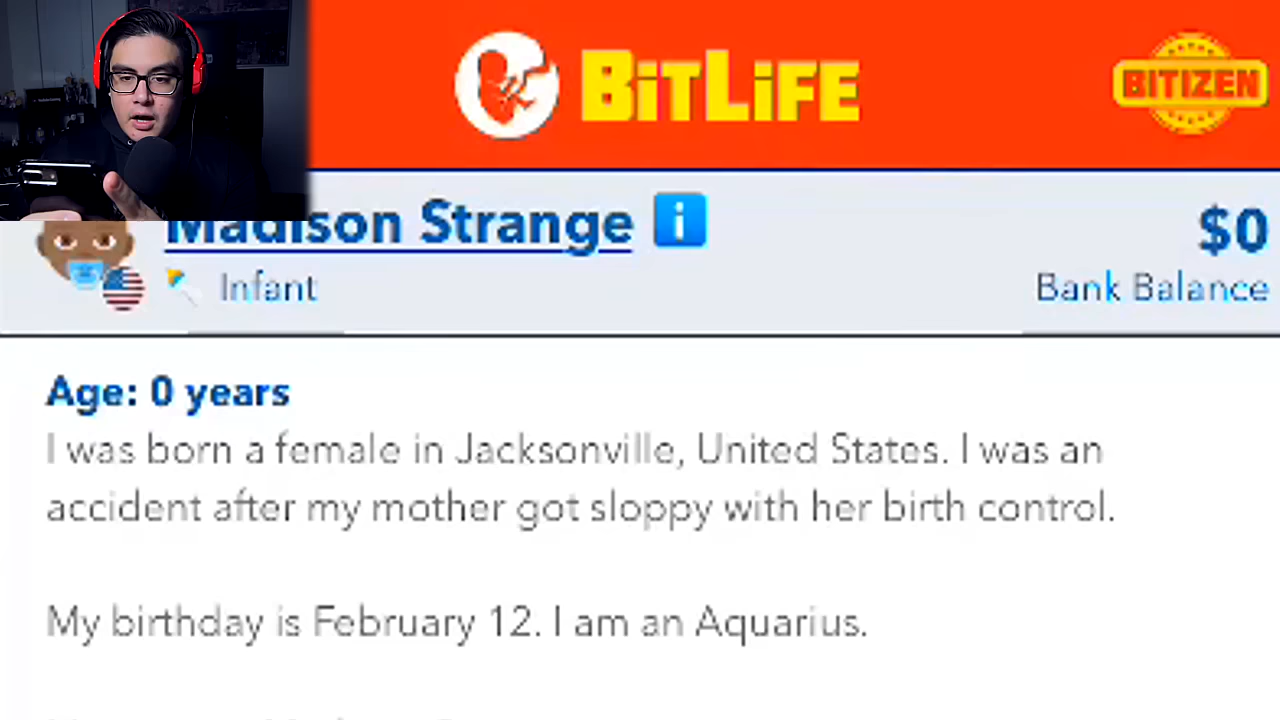 BiTLiFE
BITIZEN
Madison Strange
$0
Infant
Bank Balance
Age: 0 years
I was born a female in Jacksonville, United States. I was an
accident after my mother got sloppy with her birth control.
My birthday is February 12. I am an Aquarius.